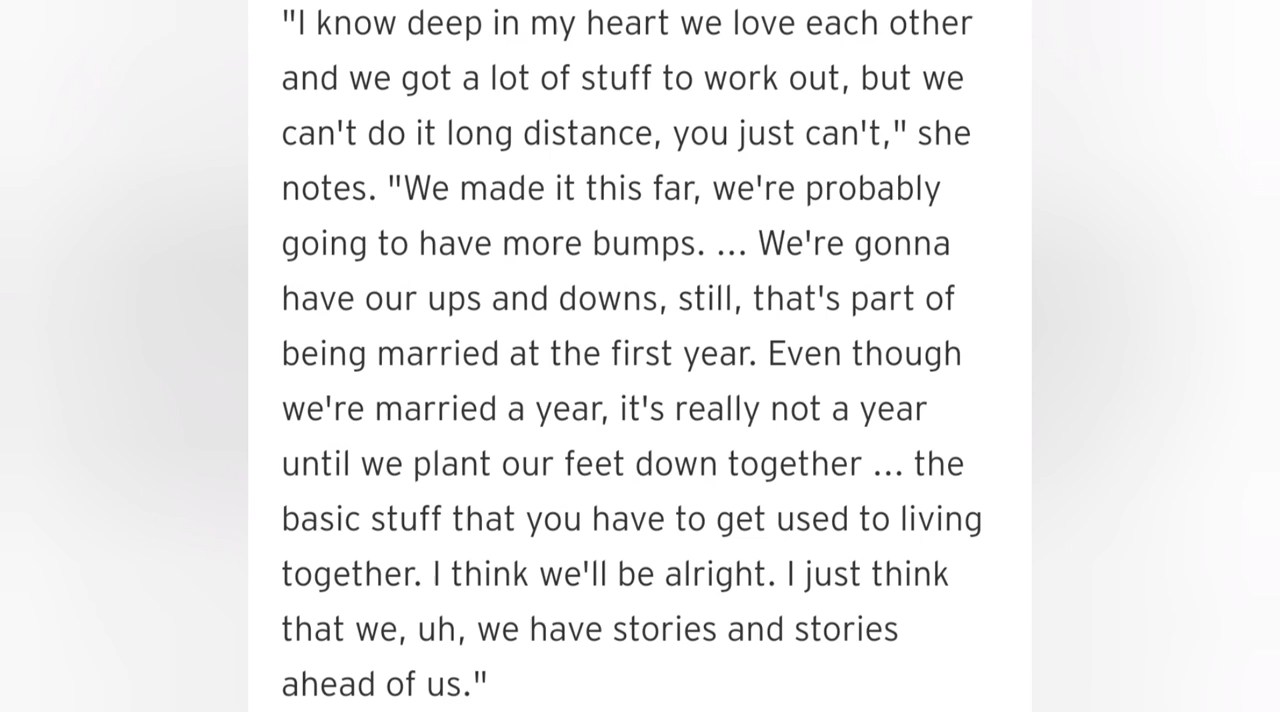 "I know deep in my heart we love each other
and we got a lot of stuff to work out, but we
can't do it long distance, you just can't," she
notes. "We made it this far, we're probably
going to have more bumps. ... We're gonna
have our ups and downs, still, that's part of
being married at the first year. Even though
we're married a year, it's really not a year
until we plant our feet down together ... the
basic stuff that you have to get used to living
together. I think we'll be alright. I just think
that we, uh, we have stories and stories
ahead of us."